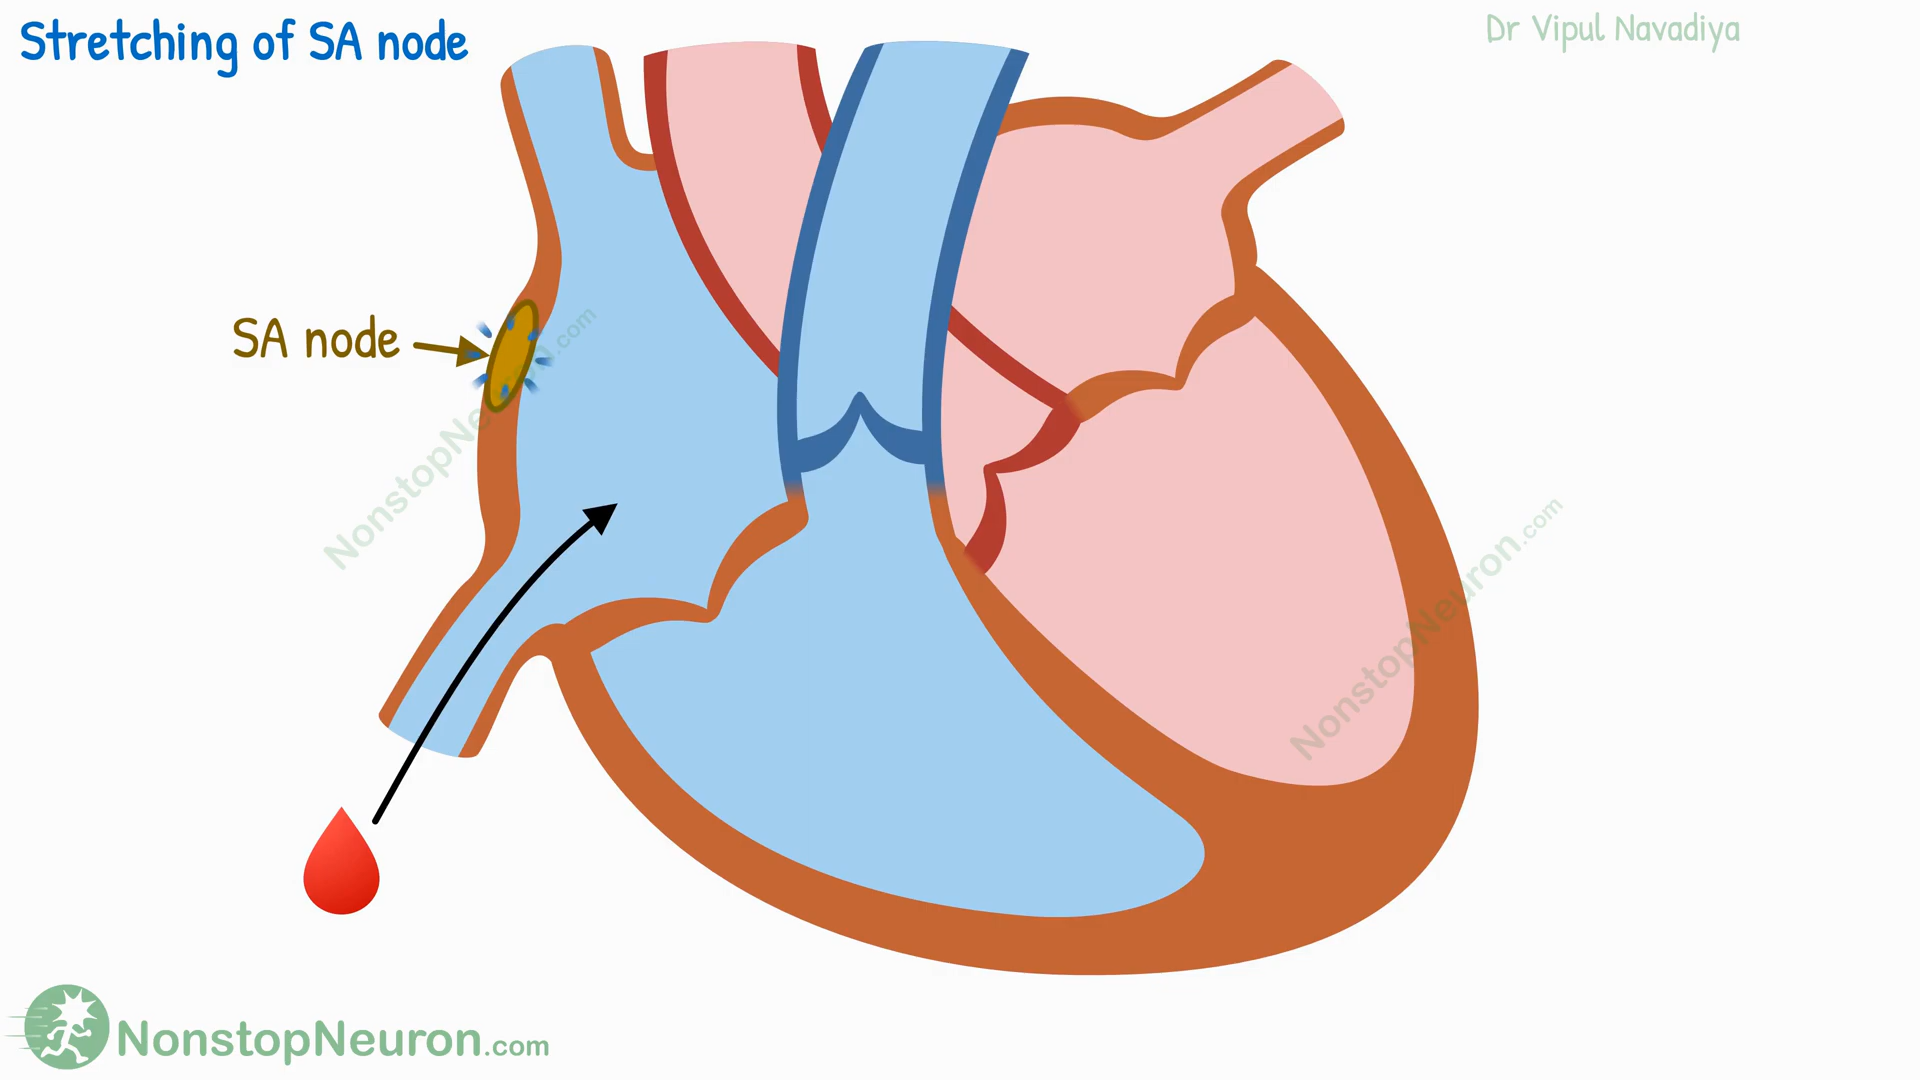 Stretching of SA node
Dr Vipul Navadiya
SA node
NonstopNeuron.com
NonstopNeuron.com
NonstopNeuron.com